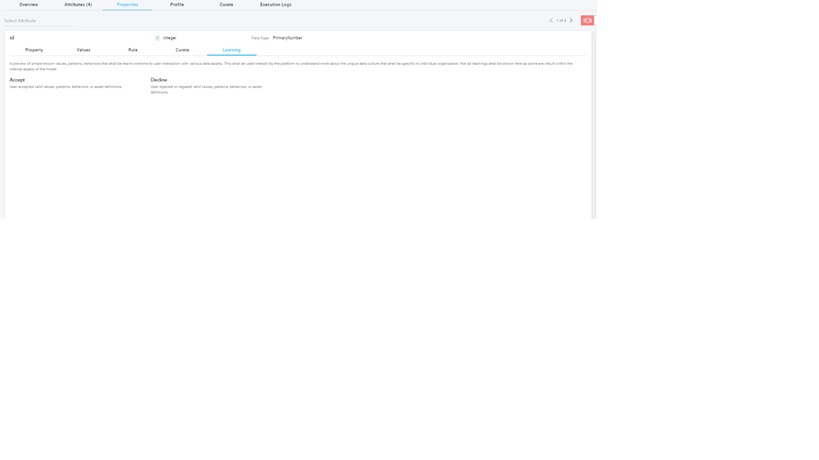 Overview Attributes (4) Properties Profile Curate Execution Logs
Select Attribute
1 of 4
id Integer Field Type PrimaryNumber
Property Values Rule Curate Learning
A preview of simple known values, patterns, behaviors that shall be learnt overtime by user interaction with various data assets. This shall be used literally by the platform to understand more about the unique data culture that shall be specific to individual organization. Not all learnings shall be shown here as some are inbuilt within the
internal assets of the model.
Accept
User accepted valid values, patterns, behaviors, or asset definitions.
Decline
User rejected or negated valid values, patterns, behaviors, or asset
definitions.